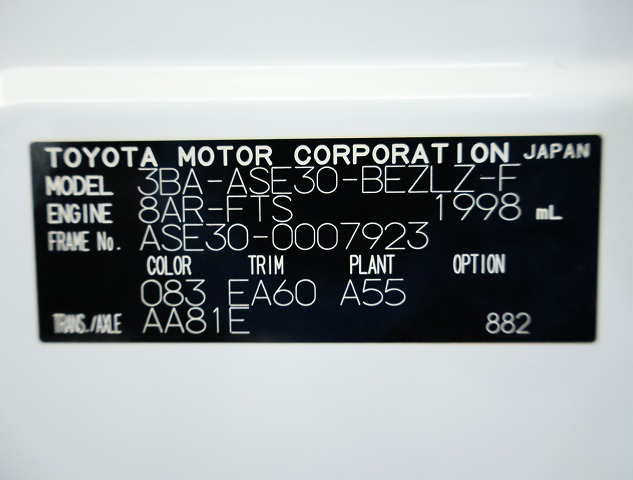 TOYOTA MOTOR CORPORATION JAPAN
MODEL 3BA-ASE30-BEZLZ-F
ENGINE 8AR-FTS 1998 mL
FRAME No. ASE30-0007923
COLOR TRIM PLANT OPTION
083 EA60 A55
TRANS./AXLE AA81E 882